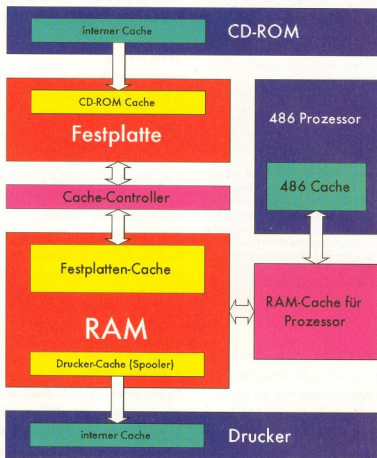 interner Cache
CD-ROM
CD-ROM Cache
Festplatte
486 Prozessor
486 Cache
Cache-Controller
Festplatten-Cache
RAM
RAM-Cache für
Prozessor
Drucker-Cache (Spooler)
interner Cache
Drucker